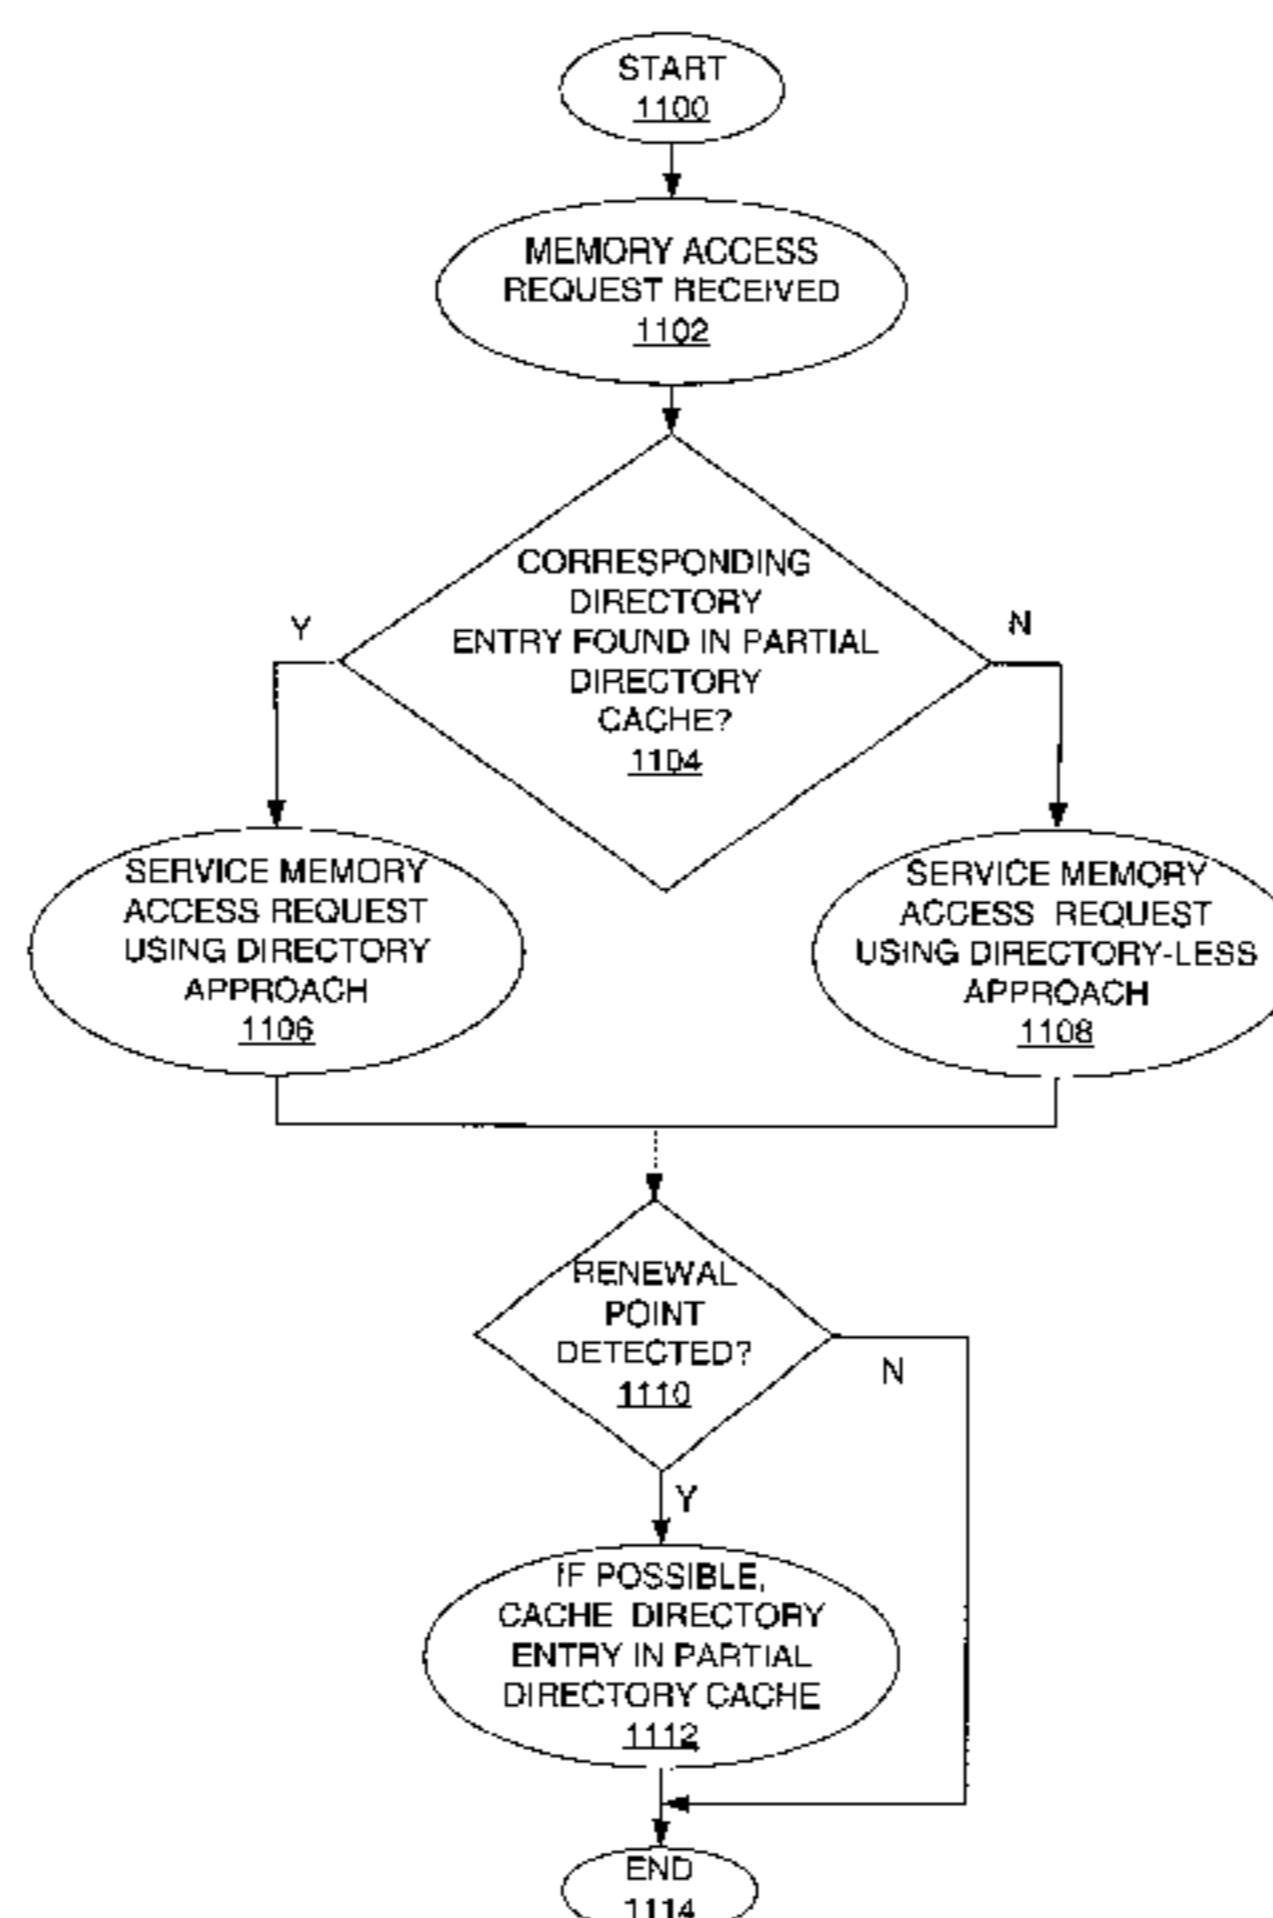 START
1100
MEMORY ACCESS
REQUEST RECEIVED
1102
CORRESPONDING
DIRECTORY
ENTRY FOUND IN PARTIAL
DIRECTORY
CACHE?
1104
Y
N
SERVICE MEMORY
ACCESS REQUEST
USING DIRECTORY
APPROACH
1106
SERVICE MEMORY
ACCESS REQUEST
USING DIRECTORY-LESS
APPROACH
1108
RENEWAL
POINT
DETECTED?
1110
N
Y
IF POSSIBLE,
CACHE DIRECTORY
ENTRY IN PARTIAL
DIRECTORY CACHE
1112
END
1114